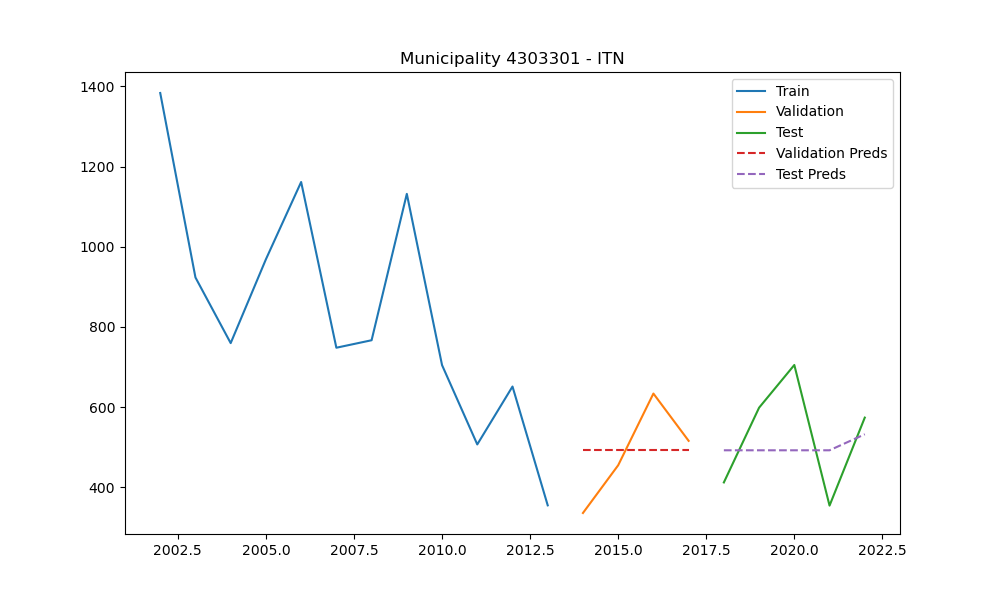 Municipality 4303301 - ITN
1400
1200
1000
800
600
400
Train
Validation
Test
Validation Preds
Test Preds
2002.5 2005.0 2007.5 2010.0 2012.5 2015.0 2017.5 2020.0 2022.5